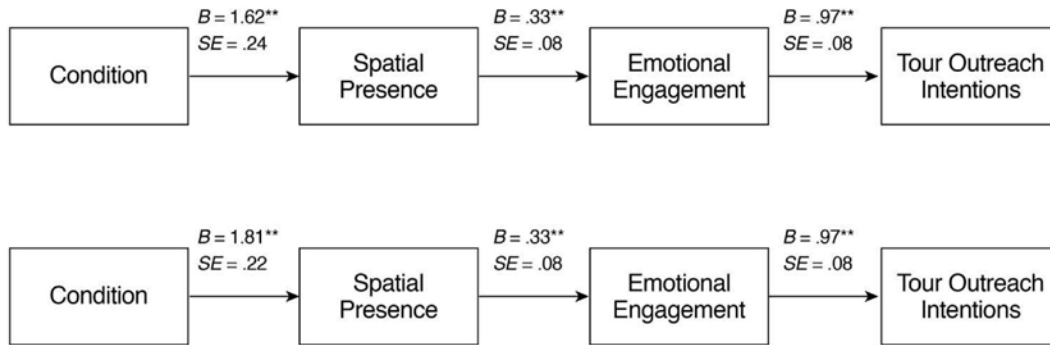 B = 1.62**
SE = .24
B = .33**
SE = .08
B = .97**
SE = .08
Condition
Spatial
Presence
Emotional
Engagement
Tour Outreach
Intentions
B = 1.81**
SE = .22
B = .33**
SE = .08
B = .97**
SE = .08
Condition
Spatial
Presence
Emotional
Engagement
Tour Outreach
Intentions